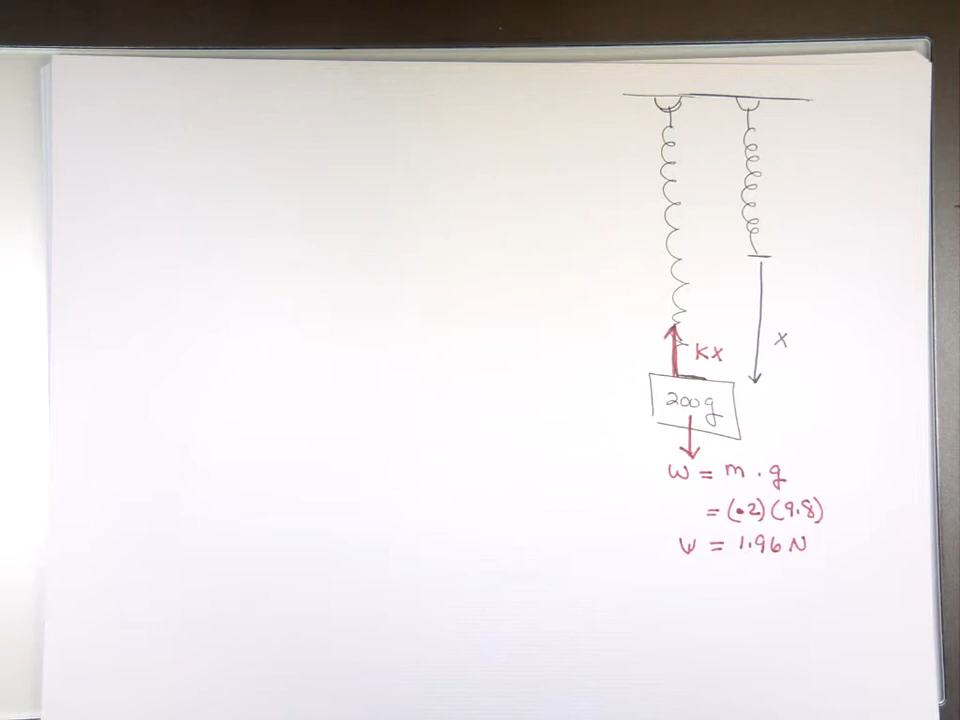 x
Kx
200g
W = m . g
= (.2)(9.8)
W = 1.96 N